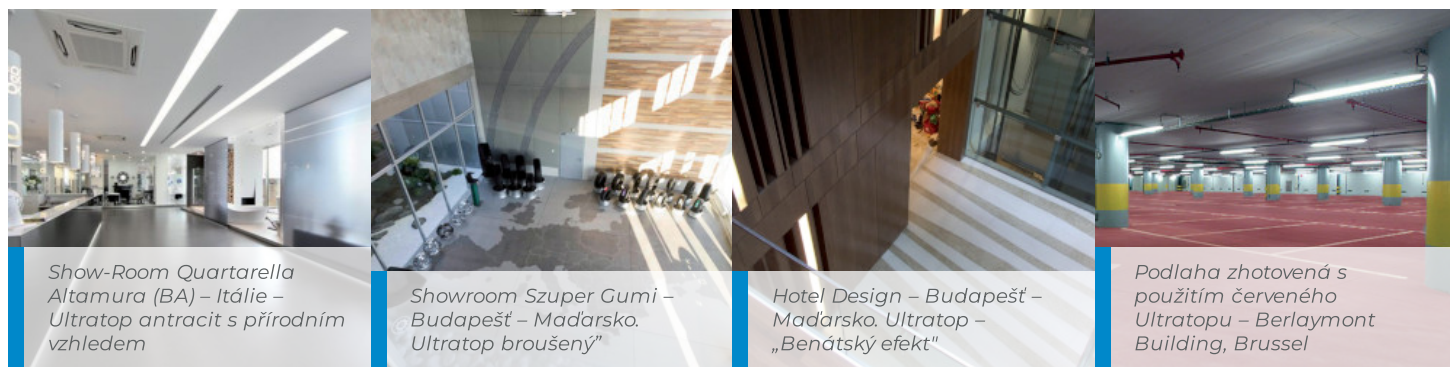 Show-Room Quartarella
Altamura (BA) – Itálie –
Ultratop antracit s přírodním
vzhledem
Showroom Szuper Gumi –
Budapešť – Maďarsko.
Ultratop broušený”
Hotel Design – Budapešť –
Maďarsko. Ultratop –
„Benátský efekt"
Podlaha zhotovená s
použitím červeného
Ultratopu – Berlaymont
Building, Brussel